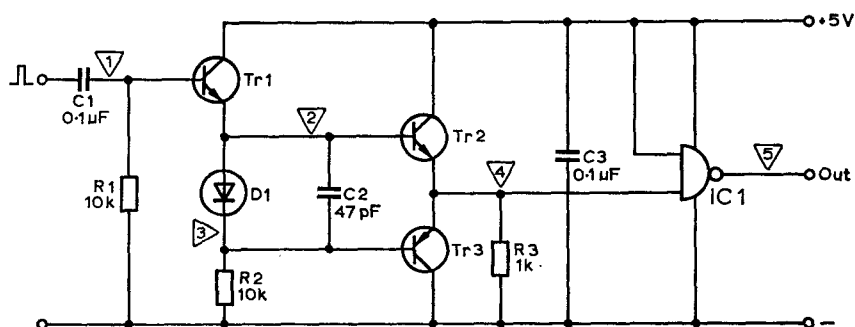 +5V
1
Tr1
C1
0·1µF
2
Tr2
4
5
R1
10k
D1
C2
47pF
C3
0·1µF
Out
IC1
3
Tr3
R3
1k
R2
10k
−